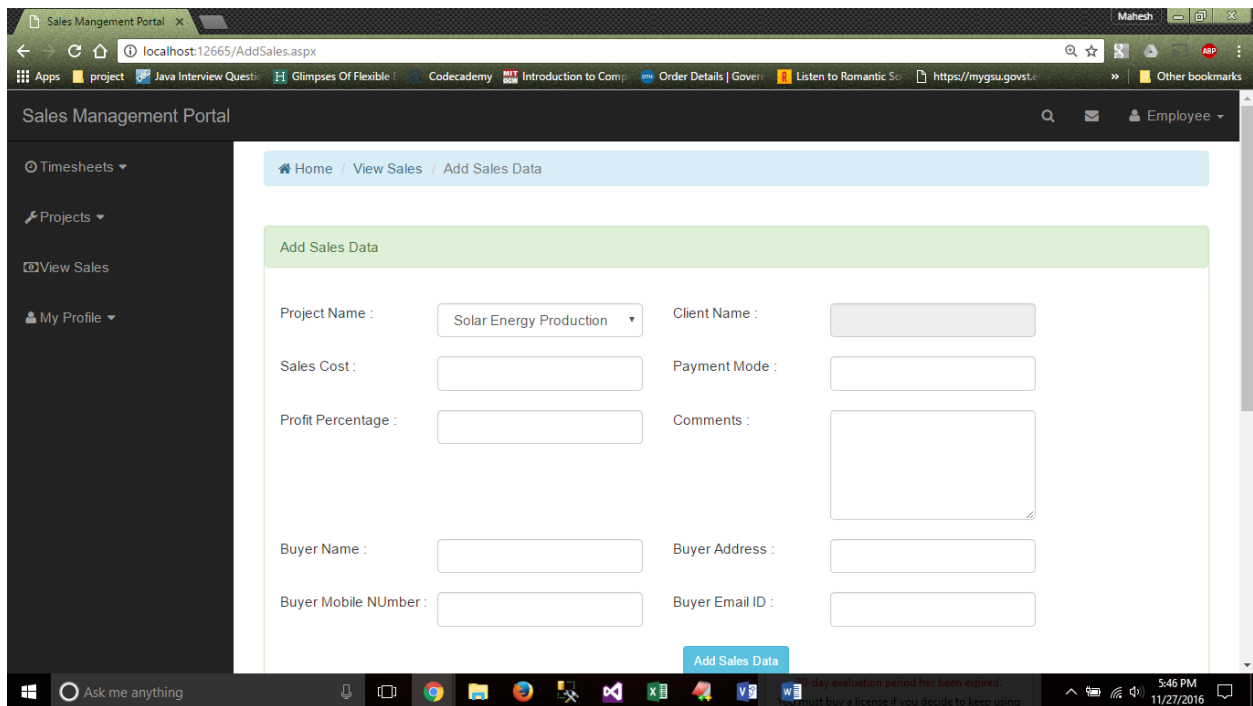 Sales Mangement Portal
Mahesh
localhost:12665/AddSales.aspx
ABP
Apps project Java Interview Questi Glimpses Of Flexible Codecademy MIT OCW Introduction to Comp Order Details | Gover Listen to Romantic So https://mygsu.govst.e » Other bookmarks
Sales Management Portal
Employee
Timesheets
Home / View Sales / Add Sales Data
Projects
Add Sales Data
View Sales
My Profile
Project Name :
Solar Energy Production
Client Name :
Sales Cost :
Payment Mode :
Profit Percentage :
Comments :
Buyer Name :
Buyer Address :
Buyer Mobile NUmber :
Buyer Email ID :
Add Sales Data
Ask me anything
-day evaluation period has been expired.
must buy a license if you decide to keep using
5:46 PM
11/27/2016